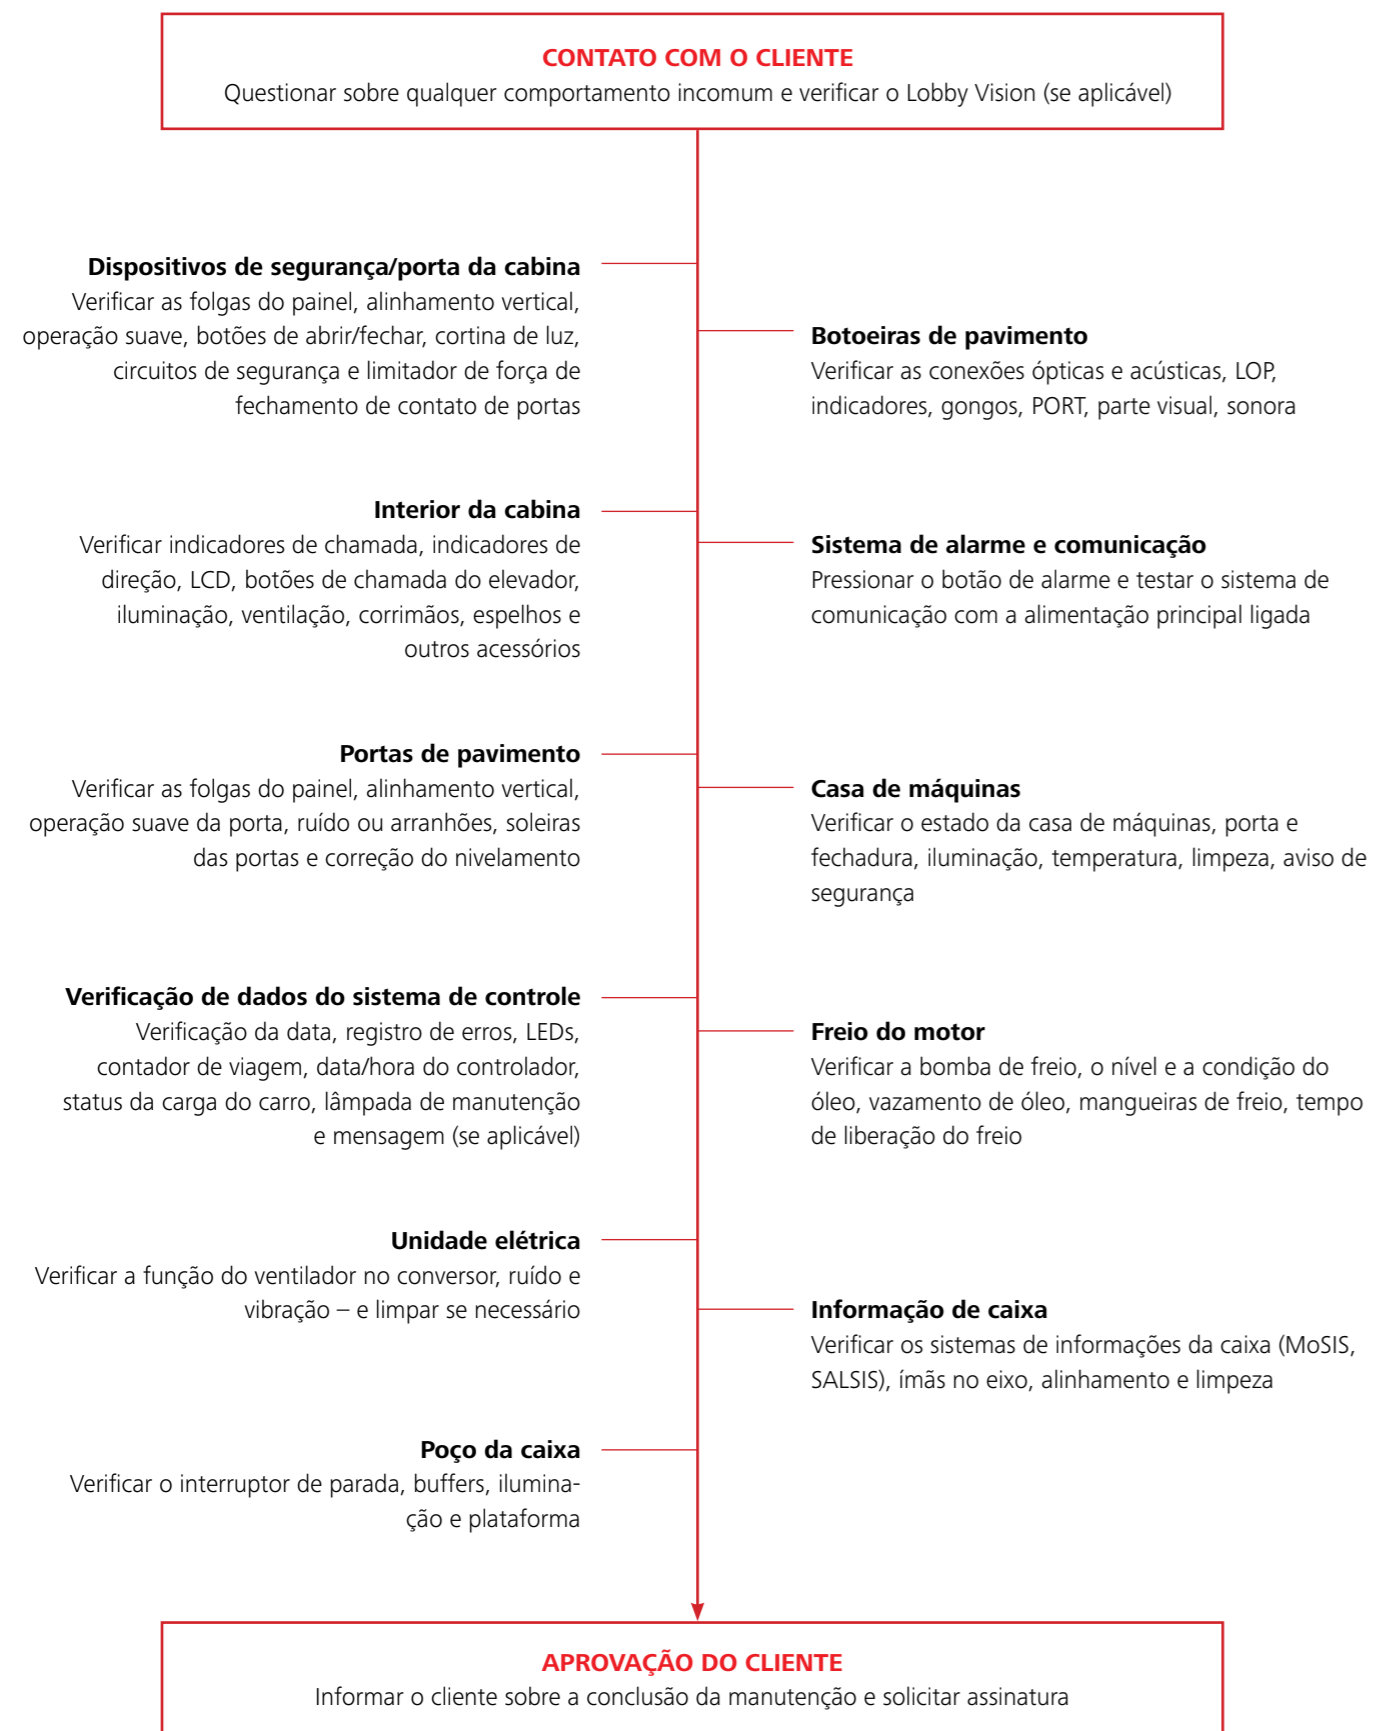 CONTATO COM O CLIENTE
Questionar sobre qualquer comportamento incomum e verificar o Lobby Vision (se aplicável)
Dispositivos de segurança/porta da cabina
Verificar as folgas do painel, alinhamento vertical,
operação suave, botões de abrir/fechar, cortina de luz,
circuitos de segurança e limitador de força de
fechamento de contato de portas
Botoeiras de pavimento
Verificar as conexões ópticas e acústicas, LOP,
indicadores, gongos, PORT, parte visual, sonora
Interior da cabina
Verificar indicadores de chamada, indicadores de
direção, LCD, botões de chamada do elevador,
iluminação, ventilação, corrimãos, espelhos e
outros acessórios
Sistema de alarme e comunicação
Pressionar o botão de alarme e testar o sistema de
comunicação com a alimentação principal ligada
Portas de pavimento
Verificar as folgas do painel, alinhamento vertical,
operação suave da porta, ruído ou arranhões, soleiras
das portas e correção do nivelamento
Casa de máquinas
Verificar o estado da casa de máquinas, porta e
fechadura, iluminação, temperatura, limpeza, aviso de
segurança
Verificação de dados do sistema de controle
Verificação da data, registro de erros, LEDs,
contador de viagem, data/hora do controlador,
status da carga do carro, lâmpada de manutenção
e mensagem (se aplicável)
Freio do motor
Verificar a bomba de freio, o nível e a condição do
óleo, vazamento de óleo, mangueiras de freio, tempo
de liberação do freio
Unidade elétrica
Verificar a função do ventilador no conversor, ruído e
vibração – e limpar se necessário
Informação de caixa
Verificar os sistemas de informações da caixa (MoSIS,
SALSIS), ímãs no eixo, alinhamento e limpeza
Poço da caixa
Verificar o interruptor de parada, buffers, ilumina-
ção e plataforma
APROVAÇÃO DO CLIENTE
Informar o cliente sobre a conclusão da manutenção e solicitar assinatura